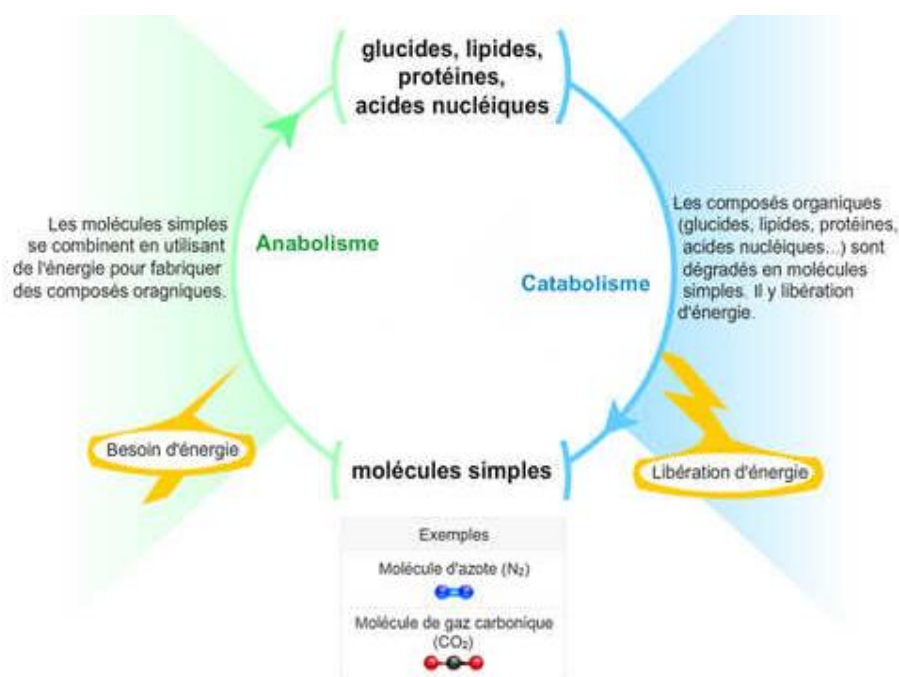 glucides, lipides,
protéines,
acides nucléiques
Les molécules simples
se combinent en utilisant
de l'énergie pour fabriquer
des composés oragniques.
Anabolisme
Catabolisme
Les composés organiques
(glucides, lipides, protéines,
acides nucléiques...) sont
dégradés en molécules
simples. Il y libération
d'énergie.
Besoin d'énergie
molécules simples
Libération d'énergie
Exemples
Molécule d'azote (N₂)
Molécule de gaz carbonique
(CO₂)